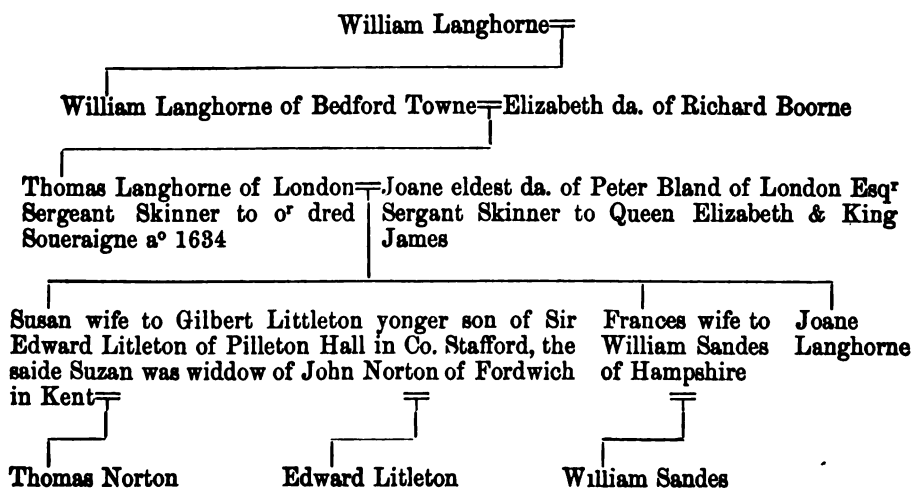 William Langhorne
William Langhorne of Bedford Towne Elizabeth da. of Richard Boorne
Thomas Langhorne of London
Sergeant Skinner to oʳ dred
Soueraigne aº 1634
Joane eldest da. of Peter Bland of London Esqʳ
Sergant Skinner to Queen Elizabeth & King
James
Susan wife to Gilbert Littleton yonger son of Sir
Edward Litleton of Pilleton Hall in Co. Stafford, the
saide Suzan was widdow of John Norton of Fordwich
in Kent
Frances wife to
William Sandes
of Hampshire
Joane
Langhorne
Thomas Norton
Edward Litleton
William Sandes